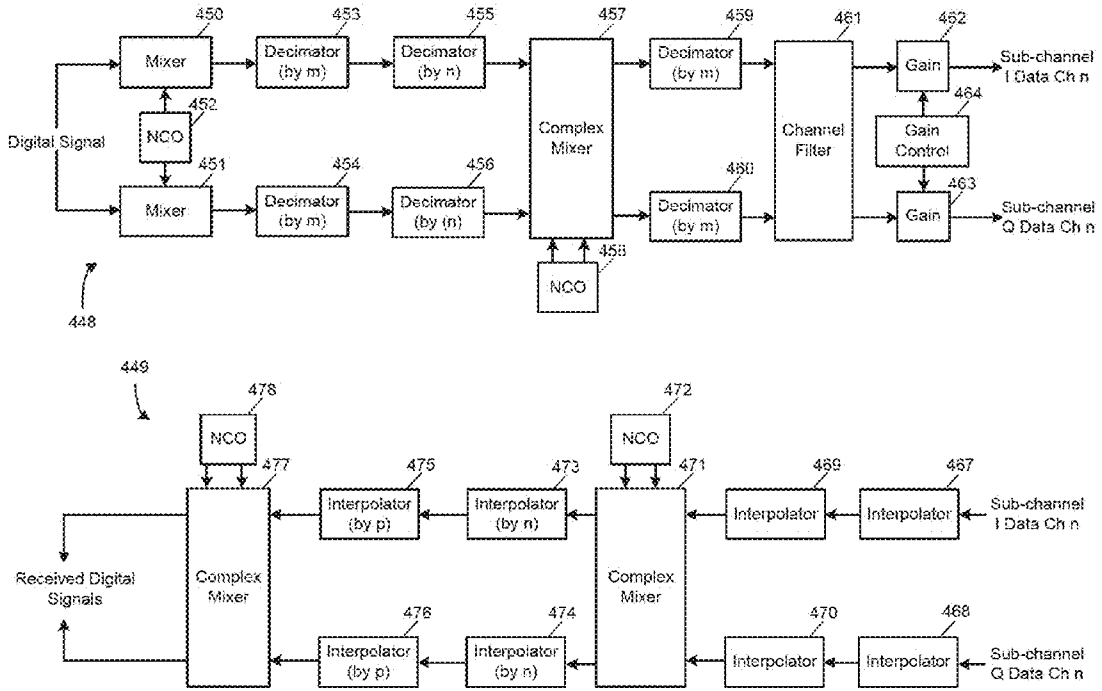 450
453
455
457
459
461
462
Mixer
Decimator
(by m)
Decimator
(by n)
Decimator
(by m)
Gain
Sub-channel
I Data Ch n
452
464
NCO
Digital Signal
Complex
Mixer
Channel
Filter
Gain
Control
451
454
456
460
463
Mixer
Decimator
(by m)
Decimator
(by (n)
Decimator
(by m)
Gain
Sub-channel
Q Data Ch n
458
NCO
448
449
478
472
NCO
NCO
477
475
473
471
469
467
Interpolator
(by p)
Interpolator
(by n)
Interpolator
Interpolator
Sub-channel
I Data Ch n
Received Digital
Signals
Complex
Mixer
Complex
Mixer
476
474
470
468
Interpolator
(by p)
Interpolator
(by n)
Interpolator
Interpolator
Sub-channel
Q Data Ch n